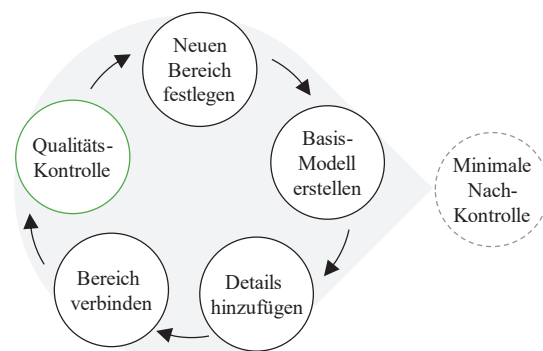 Neuen
Bereich
festlegen
Basis-
Modell
erstellen
Details
hinzufügen
Bereich
verbinden
Qualitäts-
Kontrolle
Minimale
Nach-
Kontrolle